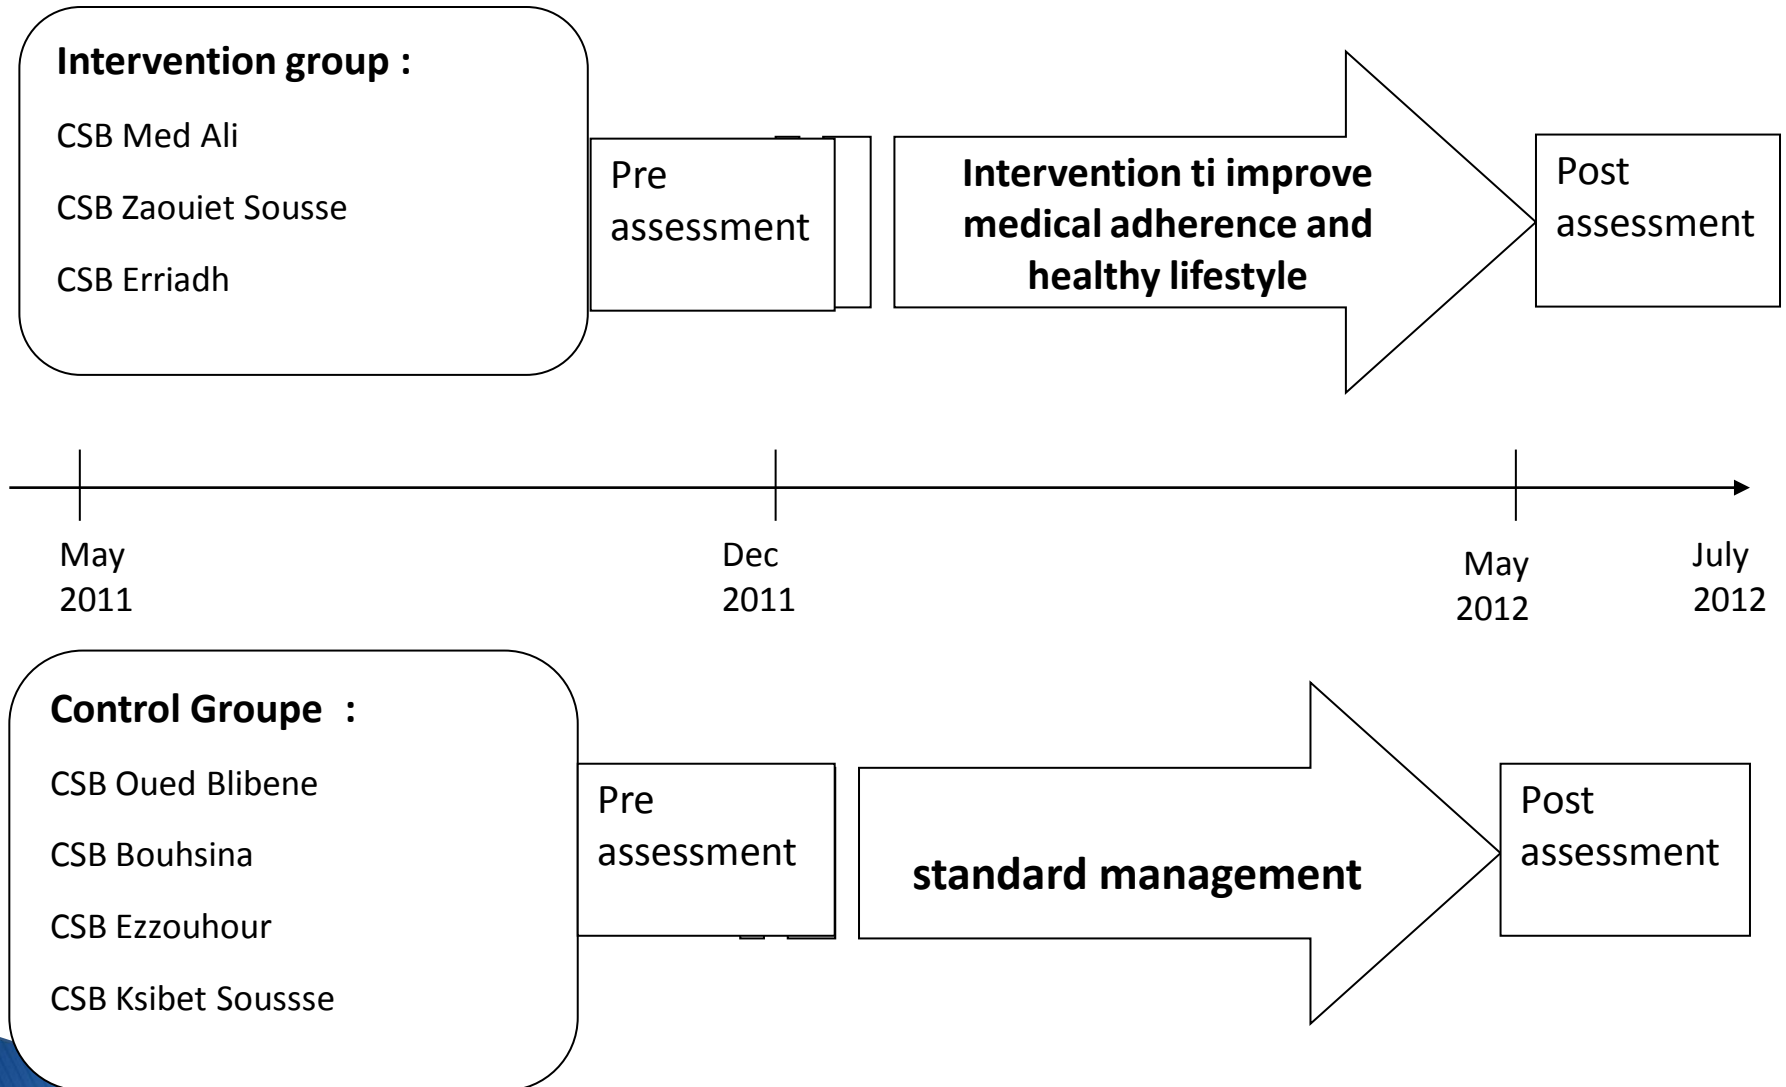 Intervention group :
CSB Med Ali
CSB Zaouiet Sousse
CSB Erriadh
Pre
assessment
Intervention ti improve
medical adherence and
healthy lifestyle
Post
assessment
May
2011
Dec
2011
May
2012
July
2012
Control Groupe :
CSB Oued Blibene
CSB Bouhsina
CSB Ezzouhour
CSB Ksibet Soussse
Pre
assessment
standard management
Post
assessment